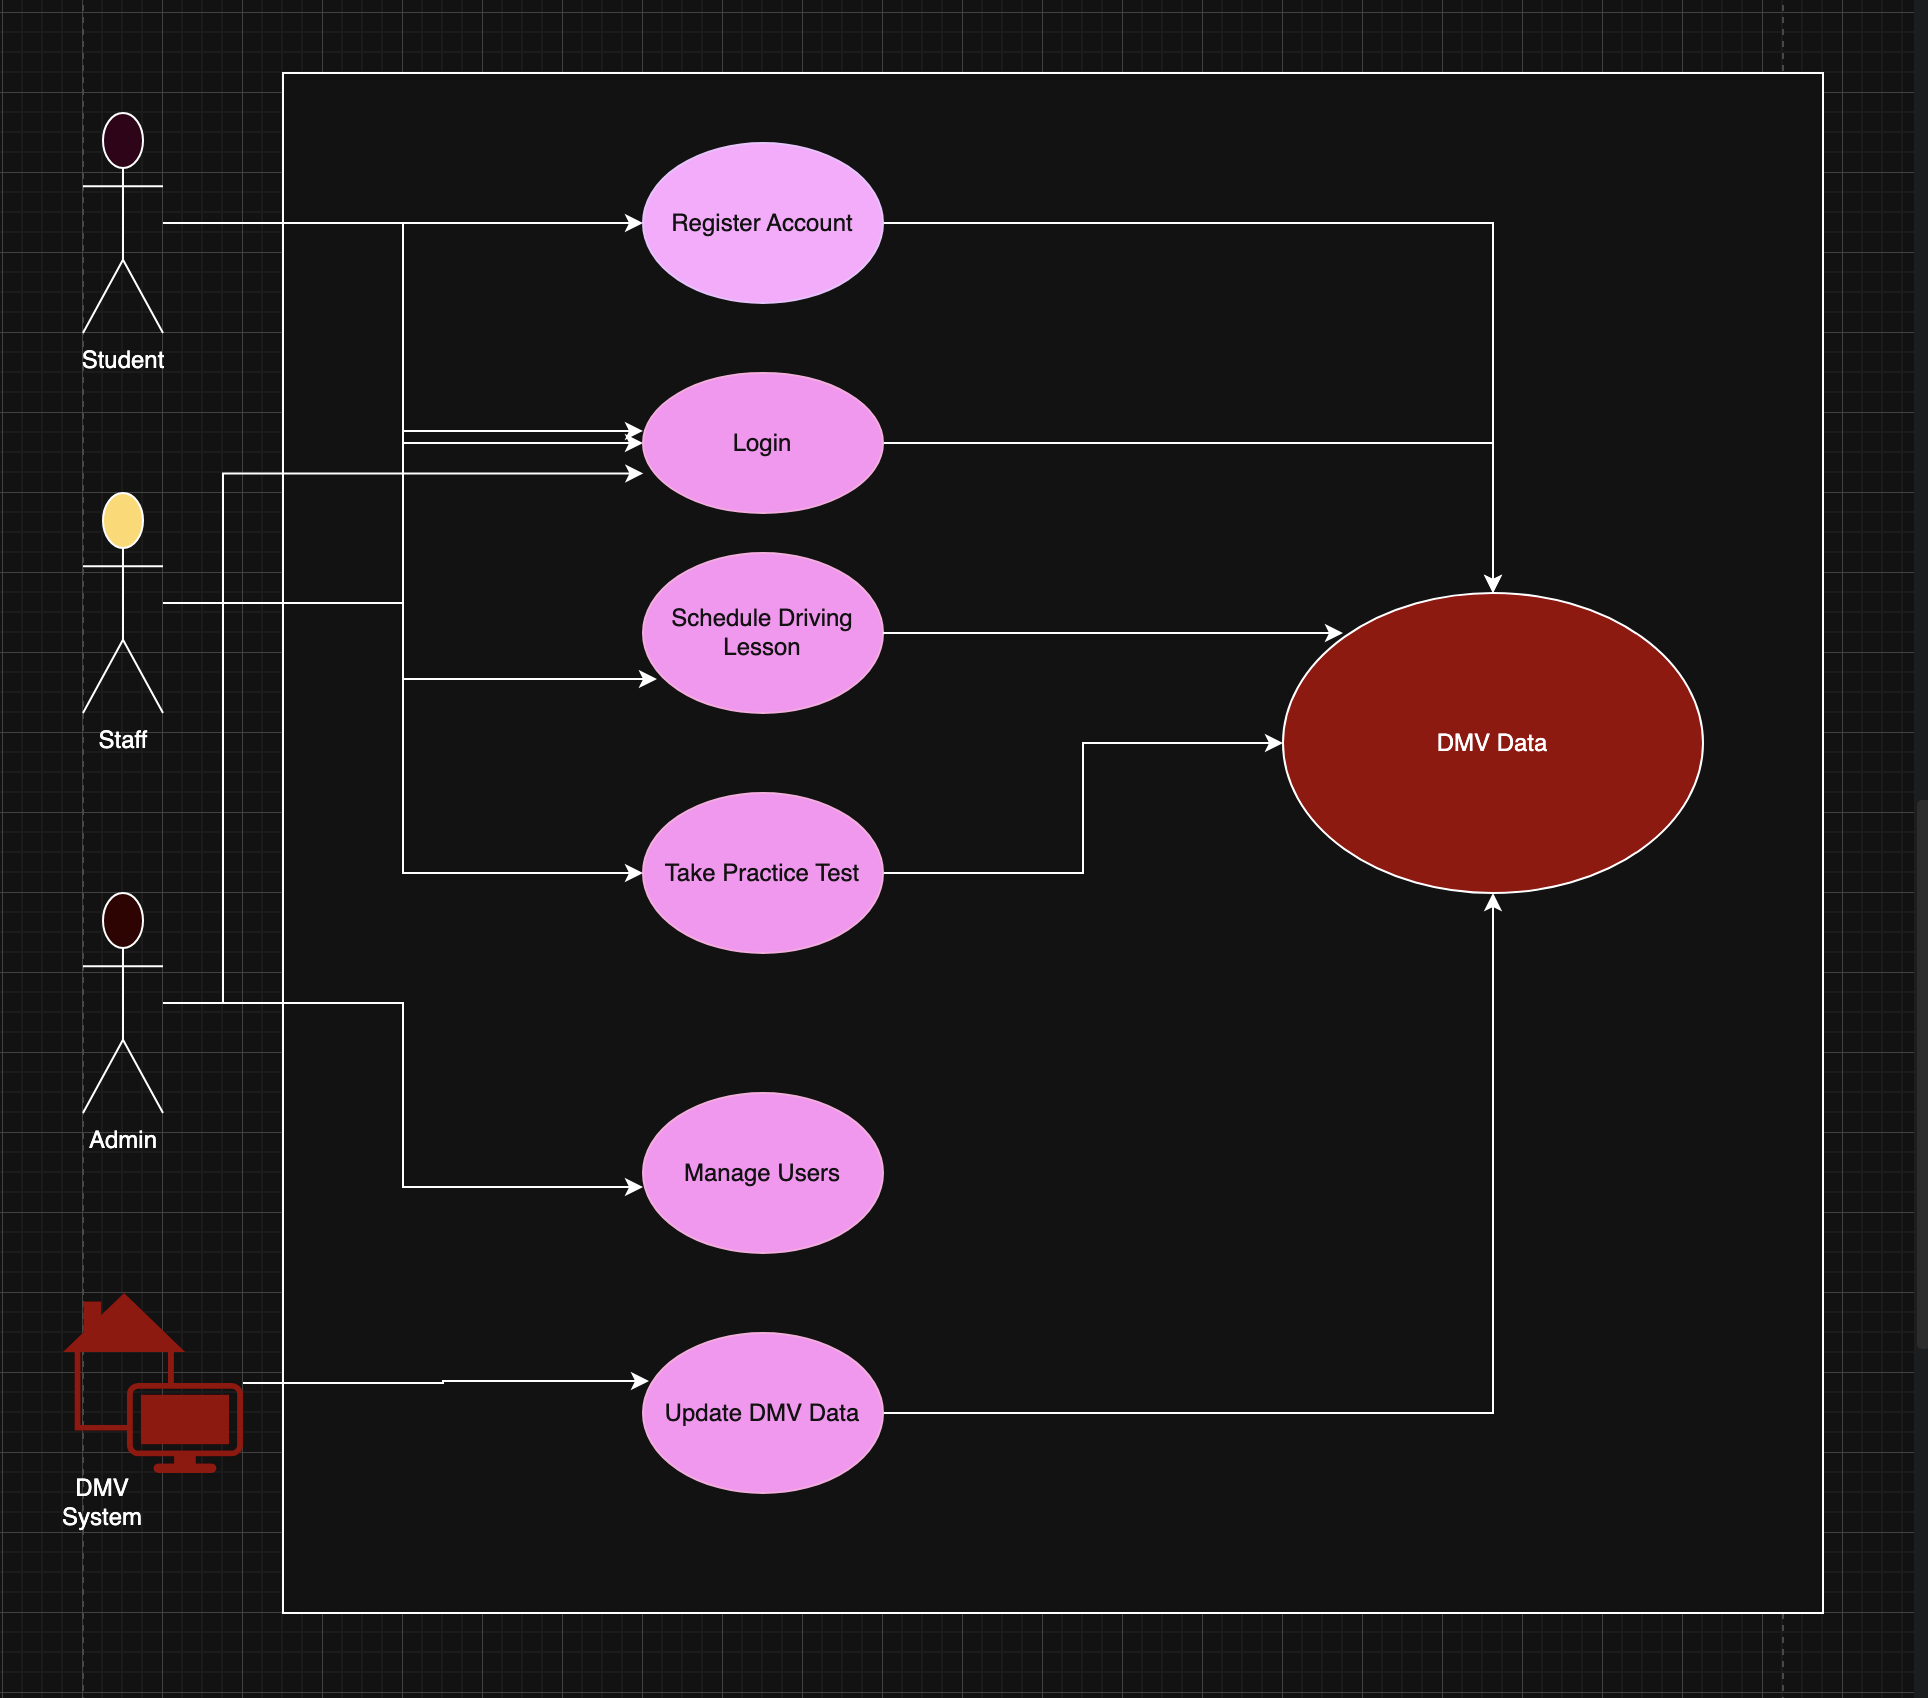 Student
Register Account
Login
Staff
Schedule Driving
Lesson
DMV Data
Take Practice Test
Admin
Manage Users
DMV
System
Update DMV Data